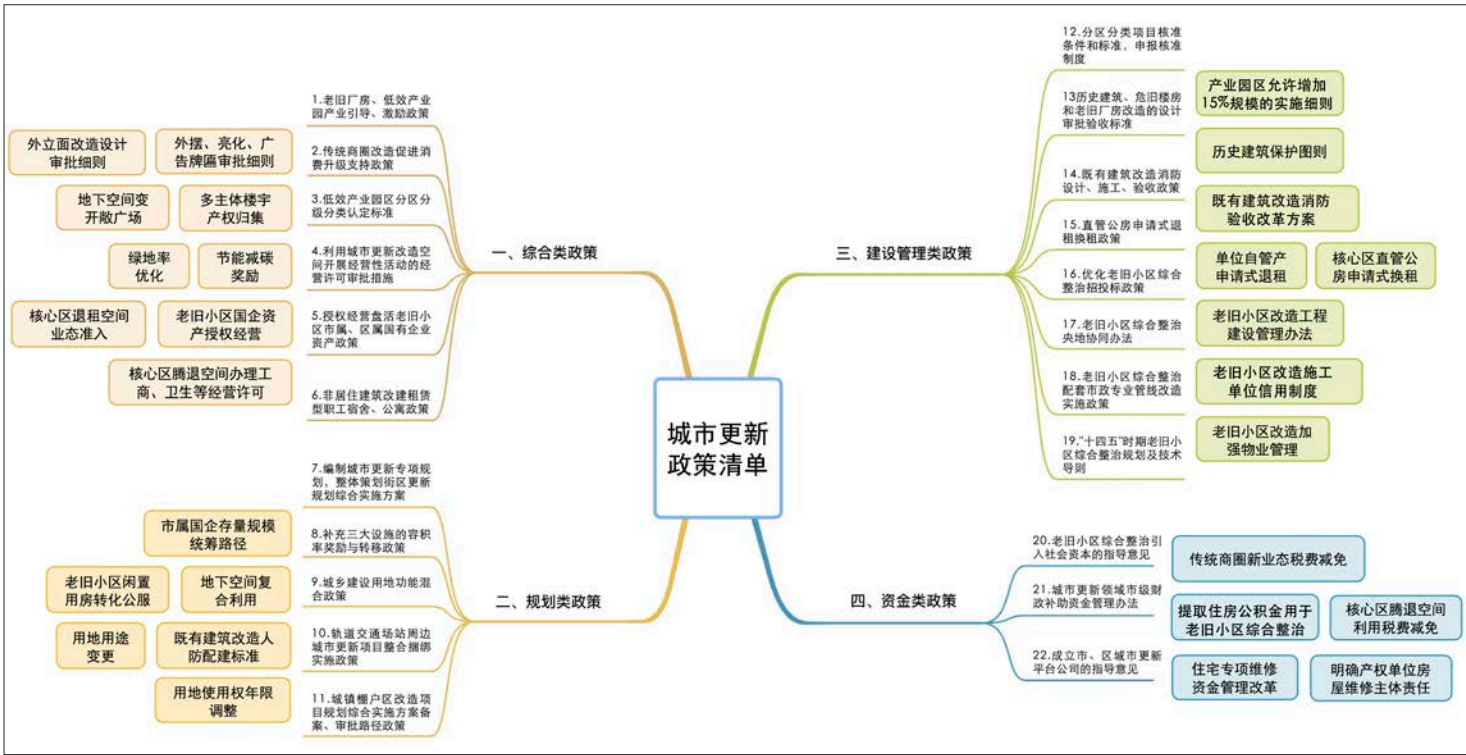 城市更新
政策清单
一、综合类政策
1.老旧厂房、低效产业
园产业引导、激励政策
2.传统商圈改造促进消
费升级支持政策
3.低效产业园区分区分
级分类认定标准
4.利用城市更新改造空
间开展经营性活动的经
营许可审批措施
5.授权经营盘活老旧小
区市属、区属国有企业
资产政策
6.非居住建筑改建租赁
型职工宿舍、公寓政策
外立面改造设计
审批细则
外摆、亮化、广
告牌匾审批细则
地下空间变
开敞广场
多主体楼宇
产权归集
绿地率
优化
节能减碳
奖励
核心区退租空间
业态准入
老旧小区国企资
产授权经营
核心区腾退空间办理工
商、卫生等经营许可
二、规划类政策
7.编制城市更新专项规
划，整体策划街区更新
规划综合实施方案
8.补充三大设施的容积
率奖励与转移政策
9.城乡建设用地功能混
合政策
10.轨道交通场站周边
城市更新项目整合捆绑
实施政策
11.城镇棚户区改造项
目规划综合实施方案备
案、审批路径政策
市属国企存量规模
统筹路径
老旧小区闲置
用房转化公服
地下空间复
合利用
用地用途
变更
既有建筑改造人
防配建标准
用地使用权年限
调整
三、建设管理类政策
12.分区分类项目核准
条件和标准，申报核准
制度
13历史建筑、危旧楼房
和老旧厂房改造的设计
审批验收标准
14.既有建筑改造消防
设计、施工、验收政策
15.直管公房申请式退
租换租政策
16.优化老旧小区综合
整治招投标政策
17.老旧小区综合整治
央地协同办法
18.老旧小区综合整治
配套市政专业管线改造
实施政策
19."十四五"时期老旧小
区综合整治规划及技术
导则
产业园区允许增加
15%规模的实施细则
历史建筑保护图则
既有建筑改造消防
验收改革方案
单位自管产
申请式退租
核心区直管公
房申请式换租
老旧小区改造工程
建设管理办法
老旧小区改造施工
单位信用制度
老旧小区改造加
强物业管理
四、资金类政策
20.老旧小区综合整治引
入社会资本的指导意见
21.城市更新领域市级财
政补助资金管理办法
22.成立市、区城市更新
平台公司的指导意见
传统商圈新业态税费减免
提取住房公积金用于
老旧小区综合整治
核心区腾退空间
利用税费减免
住宅专项维修
资金管理改革
明确产权单位房
屋维修主体责任